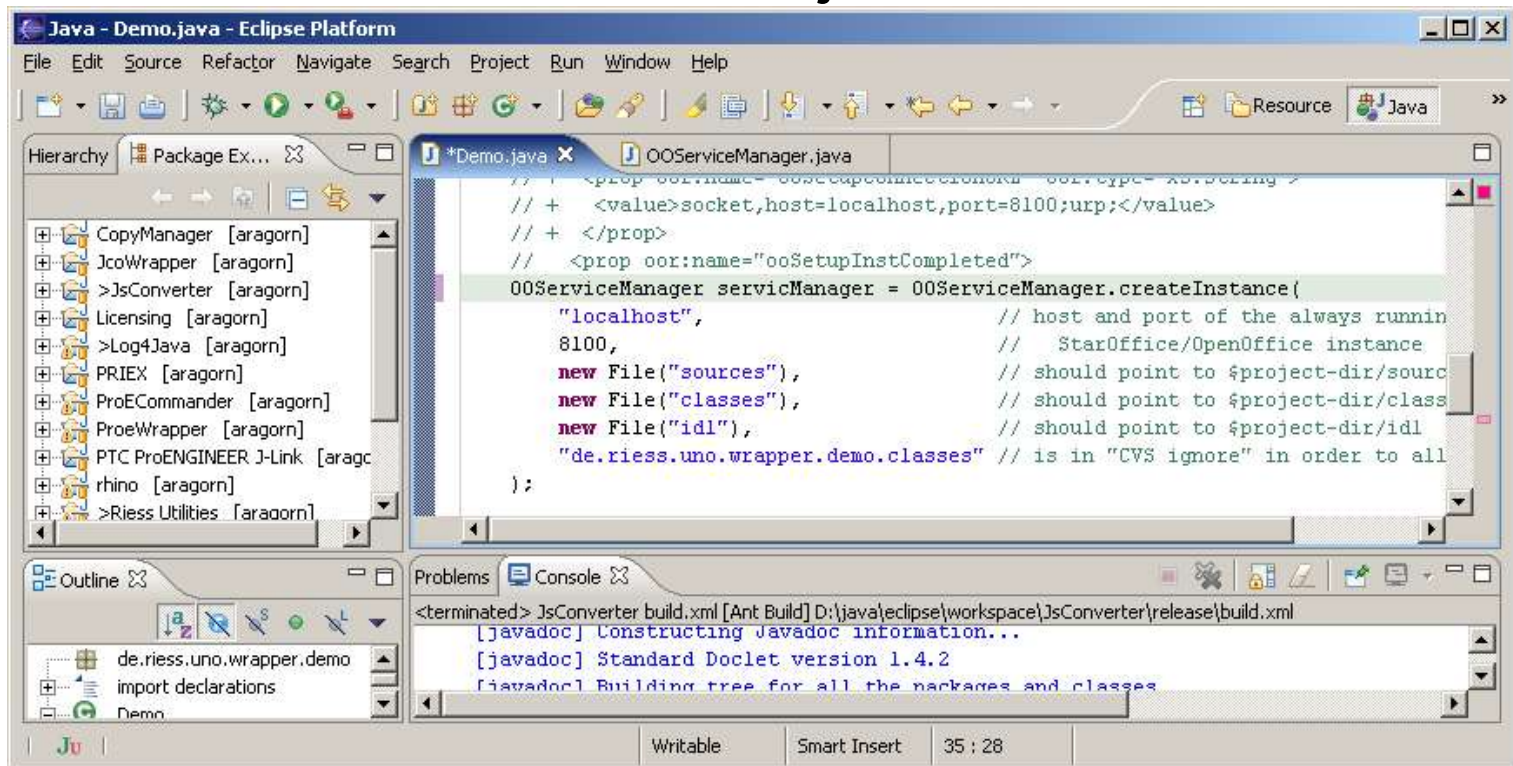 Java - Demo.java - Eclipse Platform
File Edit Source Refactor Navigate Search Project Run Window Help
Resource Java »
Hierarchy Package Ex...
CopyManager [aragorn]
JcoWrapper [aragorn]
>JsConverter [aragorn]
Licensing [aragorn]
>Log4Java [aragorn]
PRIEX [aragorn]
ProECommander [aragorn]
ProeWrapper [aragorn]
PTC ProENGINEER J-Link [arago
rhino [aragorn]
>Riess Utilities [aragorn]
*Demo.java OOServiceManager.java
// + <value>socket,host=localhost,port=8100;urp;</value>
// + </prop>
// <prop oor:name="ooSetupInstCompleted">
OOServiceManager servicManager = OOServiceManager.createInstance(
"localhost", // host and port of the always runnin
8100, // StarOffice/OpenOffice instance
new File("sources"), // should point to $project-dir/sourc
new File("classes"), // should point to $project-dir/class
new File("idl"), // should point to $project-dir/idl
"de.riess.uno.wrapper.demo.classes" // is in "CVS ignore" in order to all
);
Outline
de.riess.uno.wrapper.demo
import declarations
Demo
Problems Console
<terminated> JsConverter build.xml [Ant Build] D:\java\eclipse\workspace\JsConverter\release\build.xml
[javadoc] Constructing Javadoc information...
[javadoc] Standard Doclet version 1.4.2
[javadoc] Building tree for all the packages and classes
Ju Writable Smart Insert 35 : 28